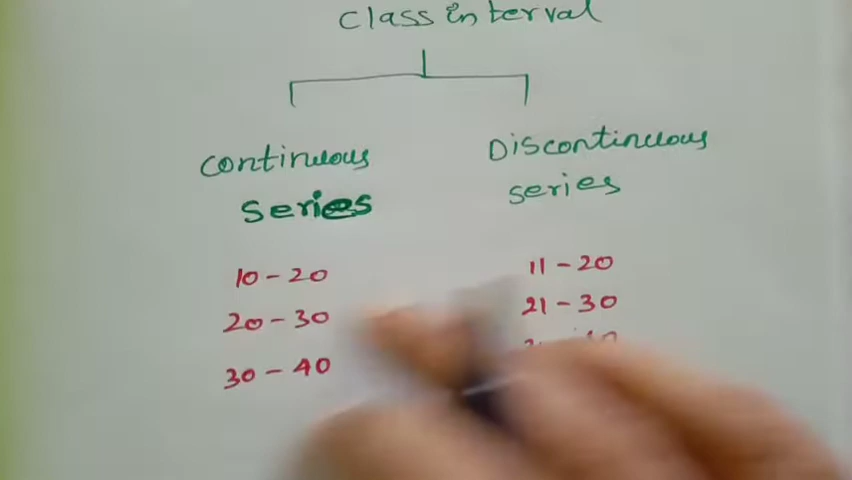 Class interval
Continuous
Series
Discontinuous
series
10 - 20
20 - 30
30 - 40
11 - 20
21 - 30